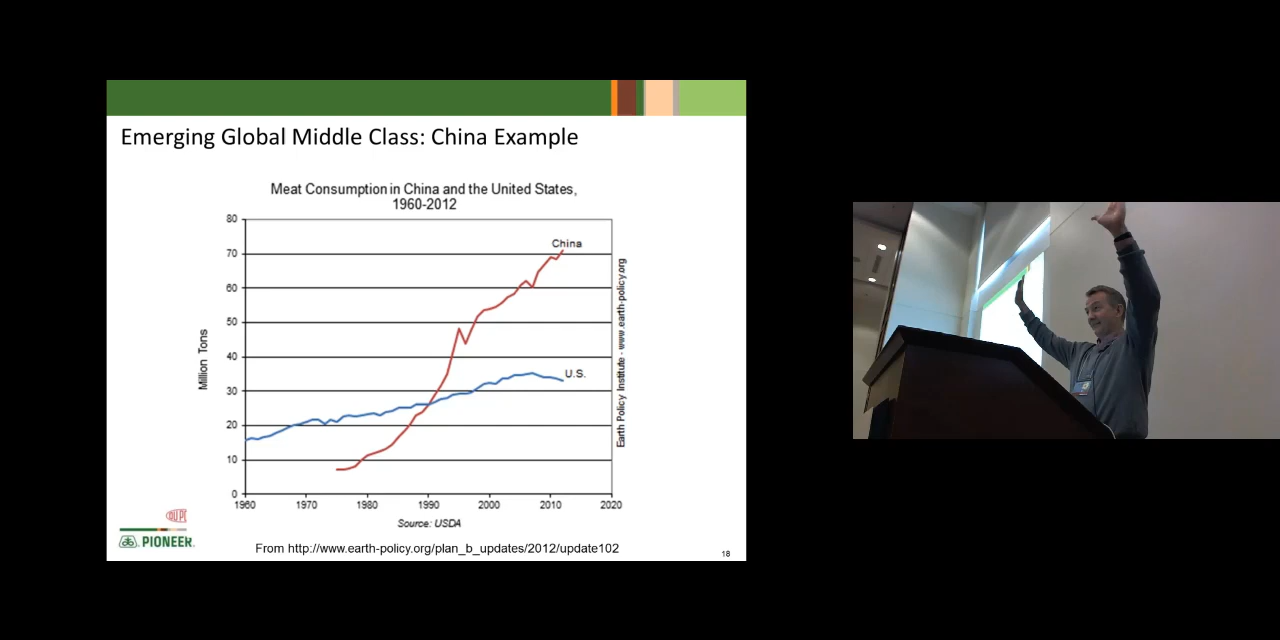 Emerging Global Middle Class: China Example
Meat Consumption in China and the United States,
1960-2012
80
70
60
50
40
30
20
10
0
Million Tons
China
U.S.
1960
1970
1980
1990
2000
2010
2020
Source: USDA
Earth Policy Institute - www.earth-policy.org
PIONEER.
From http://www.earth-policy.org/plan_b_updates/2012/update102
18